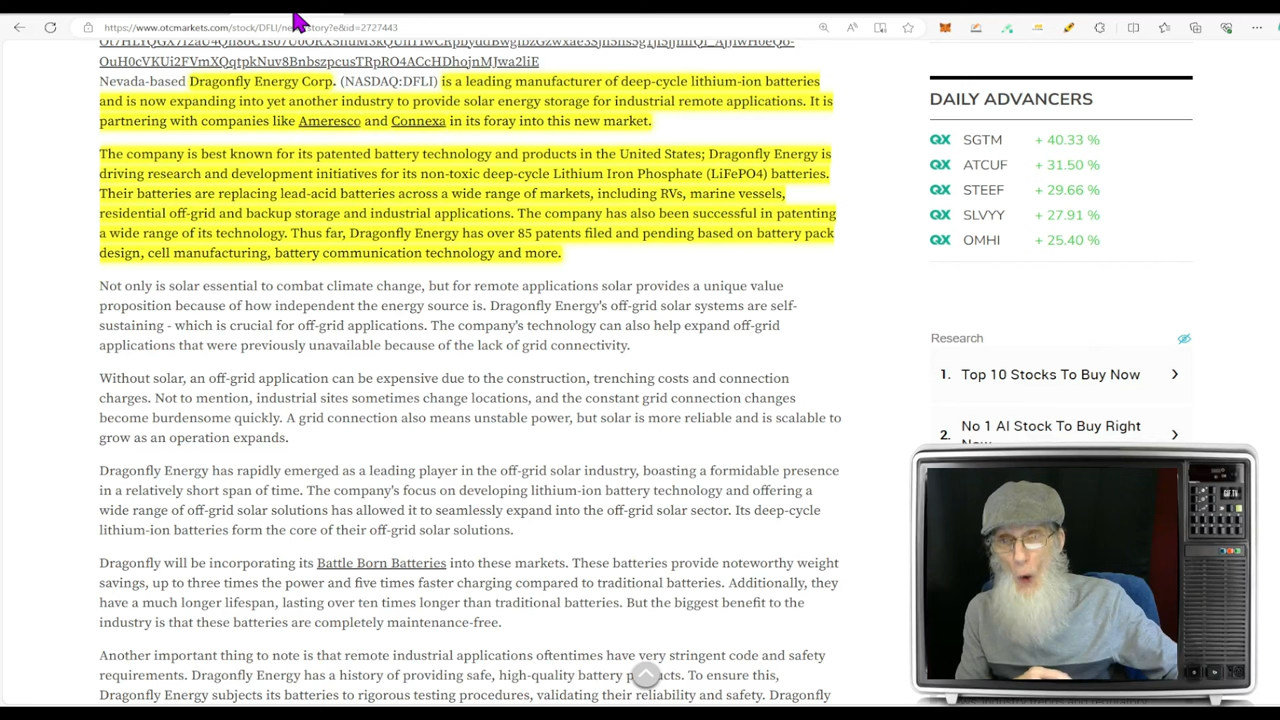 https://www.otcmarkets.com/stock/DFLI/ne story?e&id=2727443
OuH0cVKUi2FVmXQqtpkNuv8BnbszpcusTRpRO4ACcHDhojnMJwa2liE
Nevada-based Dragonfly Energy Corp. (NASDAQ:DFLI) is a leading manufacturer of deep-cycle lithium-ion batteries
and is now expanding into yet another industry to provide solar energy storage for industrial remote applications. It is
partnering with companies like Ameresco and Connexa in its foray into this new market.
The company is best known for its patented battery technology and products in the United States; Dragonfly Energy is
driving research and development initiatives for its non-toxic deep-cycle Lithium Iron Phosphate (LiFePO4) batteries.
Their batteries are replacing lead-acid batteries across a wide range of markets, including RVs, marine vessels,
residential off-grid and backup storage and industrial applications. The company has also been successful in patenting
a wide range of its technology. Thus far, Dragonfly Energy has over 85 patents filed and pending based on battery pack
design, cell manufacturing, battery communication technology and more.
Not only is solar essential to combat climate change, but for remote applications solar provides a unique value
proposition because of how independent the energy source is. Dragonfly Energy's off-grid solar systems are self-
sustaining - which is crucial for off-grid applications. The company's technology can also help expand off-grid
applications that were previously unavailable because of the lack of grid connectivity.
Without solar, an off-grid application can be expensive due to the construction, trenching costs and connection
charges. Not to mention, industrial sites sometimes change locations, and the constant grid connection changes
become burdensome quickly. A grid connection also means unstable power, but solar is more reliable and is scalable to
grow as an operation expands.
Dragonfly Energy has rapidly emerged as a leading player in the off-grid solar industry, boasting a formidable presence
in a relatively short span of time. The company's focus on developing lithium-ion battery technology and offering a
wide range of off-grid solar solutions has allowed it to seamlessly expand into the off-grid solar sector. Its deep-cycle
lithium-ion batteries form the core of their off-grid solar solutions.
Dragonfly will be incorporating its Battle Born Batteries into these markets. These batteries provide noteworthy weight
savings, up to three times the power and five times faster charging compared to traditional batteries. Additionally, they
have a much longer lifespan, lasting over ten times longer than traditional batteries. But the biggest benefit to the
industry is that these batteries are completely maintenance-free.
Another important thing to note is that remote industrial applications oftentimes have very stringent code and safety
requirements. Dragonfly Energy has a history of providing safe, high-quality battery products. To ensure this,
Dragonfly Energy subjects its batteries to rigorous testing procedures, validating their reliability and safety. Dragonfly
DAILY ADVANCERS
QX SGTM + 40.33 %
QX ATCUF + 31.50 %
QX STEEF + 29.66 %
QX SLVYY + 27.91 %
QX OMHI + 25.40 %
Research
1. Top 10 Stocks To Buy Now
2. No 1 AI Stock To Buy Right
GIF.TV